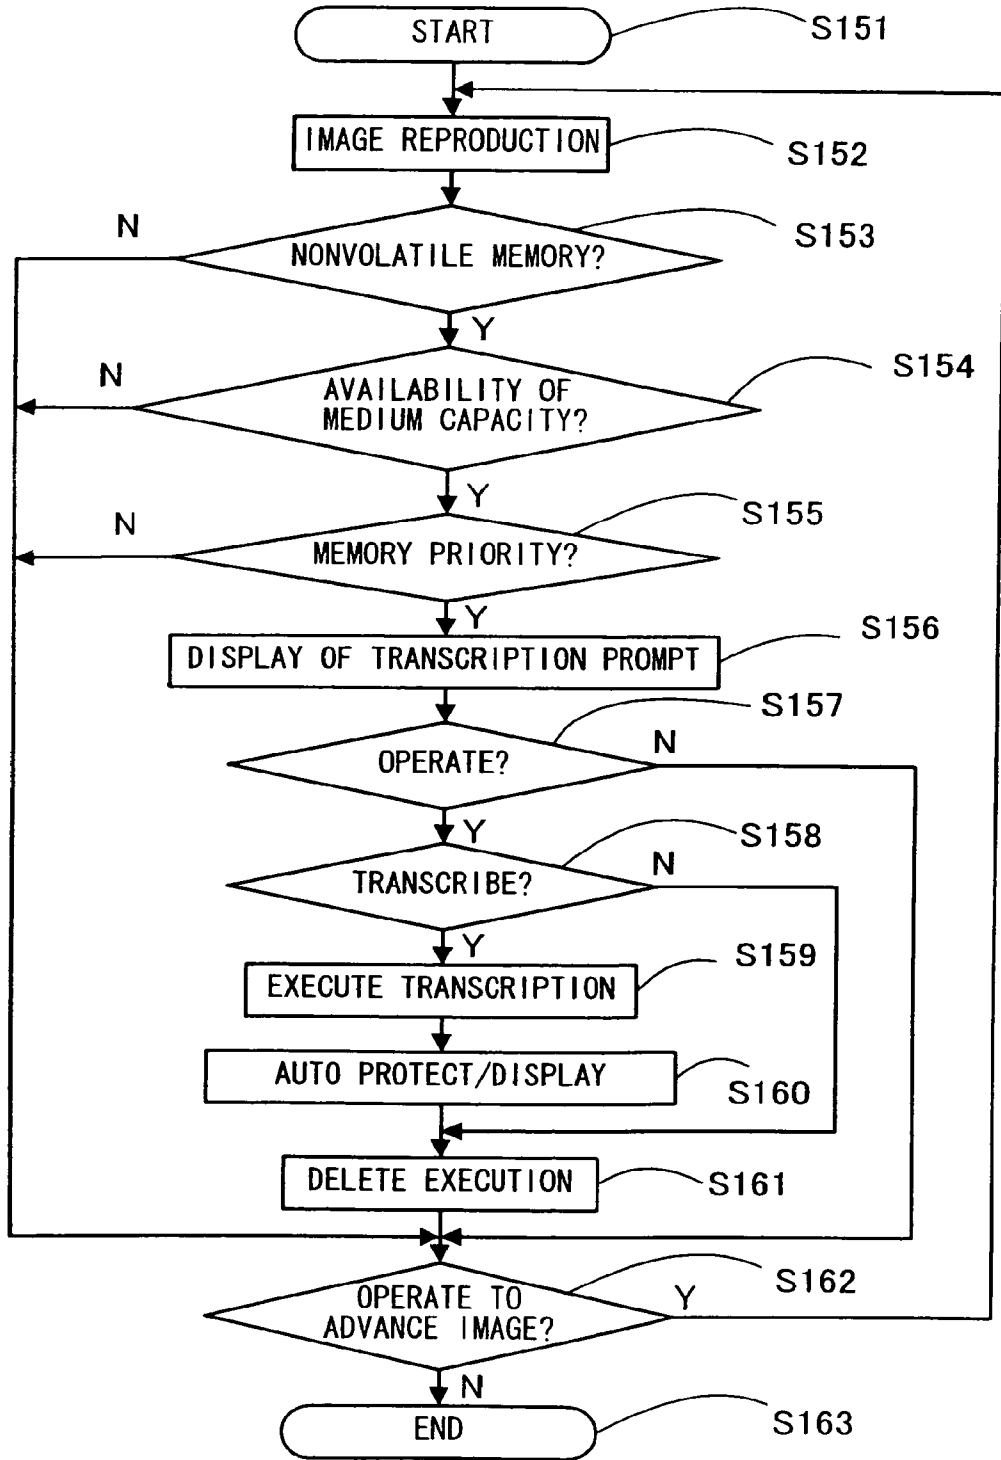 START
S151
IMAGE REPRODUCTION
S152
N
NONVOLATILE MEMORY?
S153
Y
N
AVAILABILITY OF
MEDIUM CAPACITY?
S154
Y
N
MEMORY PRIORITY?
S155
Y
DISPLAY OF TRANSCRIPTION PROMPT
S156
OPERATE?
S157
N
Y
TRANSCRIBE?
S158
N
Y
EXECUTE TRANSCRIPTION
S159
AUTO PROTECT/DISPLAY
S160
DELETE EXECUTION
S161
OPERATE TO
ADVANCE IMAGE?
S162
Y
N
END
S163